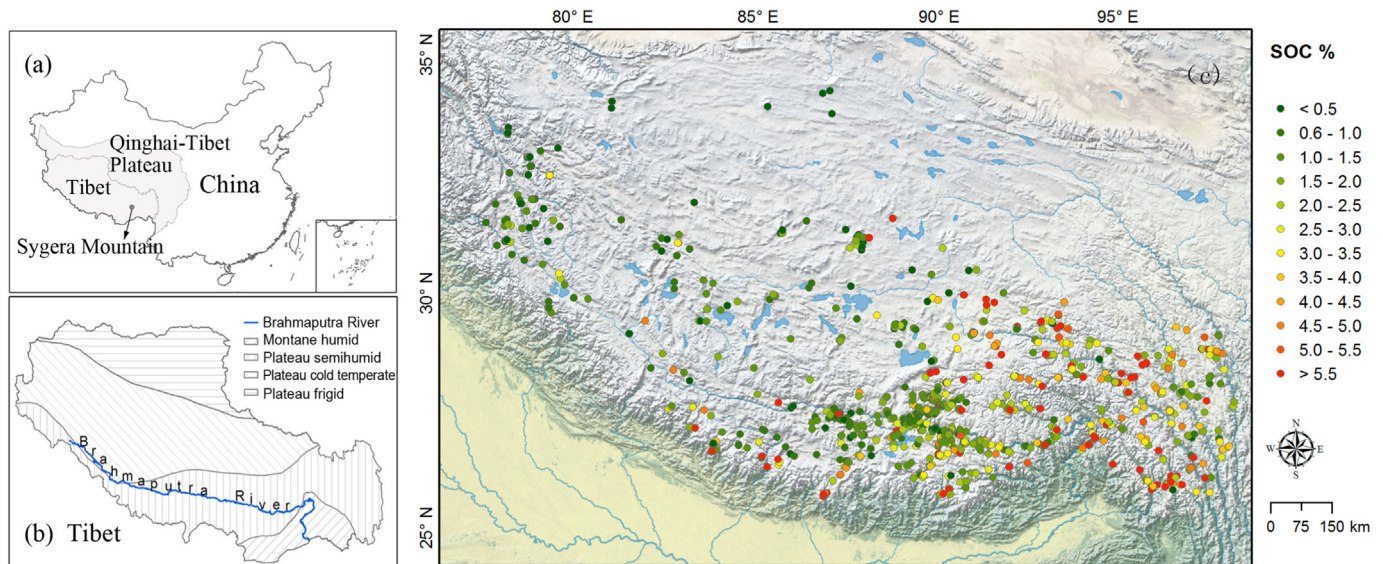 (a)
Qinghai-Tibet
Plateau
Tibet
China
Sygera Mountain
Brahmaputra River
Montane humid
Plateau semihumid
Plateau cold temperate
Plateau frigid
Brahmaputra River
(b) Tibet
80° E 85° E 90° E 95° E
35° N
30° N
25° N
(c)
SOC %
< 0.5
0.6 - 1.0
1.0 - 1.5
1.5 - 2.0
2.0 - 2.5
2.5 - 3.0
3.0 - 3.5
3.5 - 4.0
4.0 - 4.5
4.5 - 5.0
5.0 - 5.5
> 5.5
N
W E
S
0 75 150 km